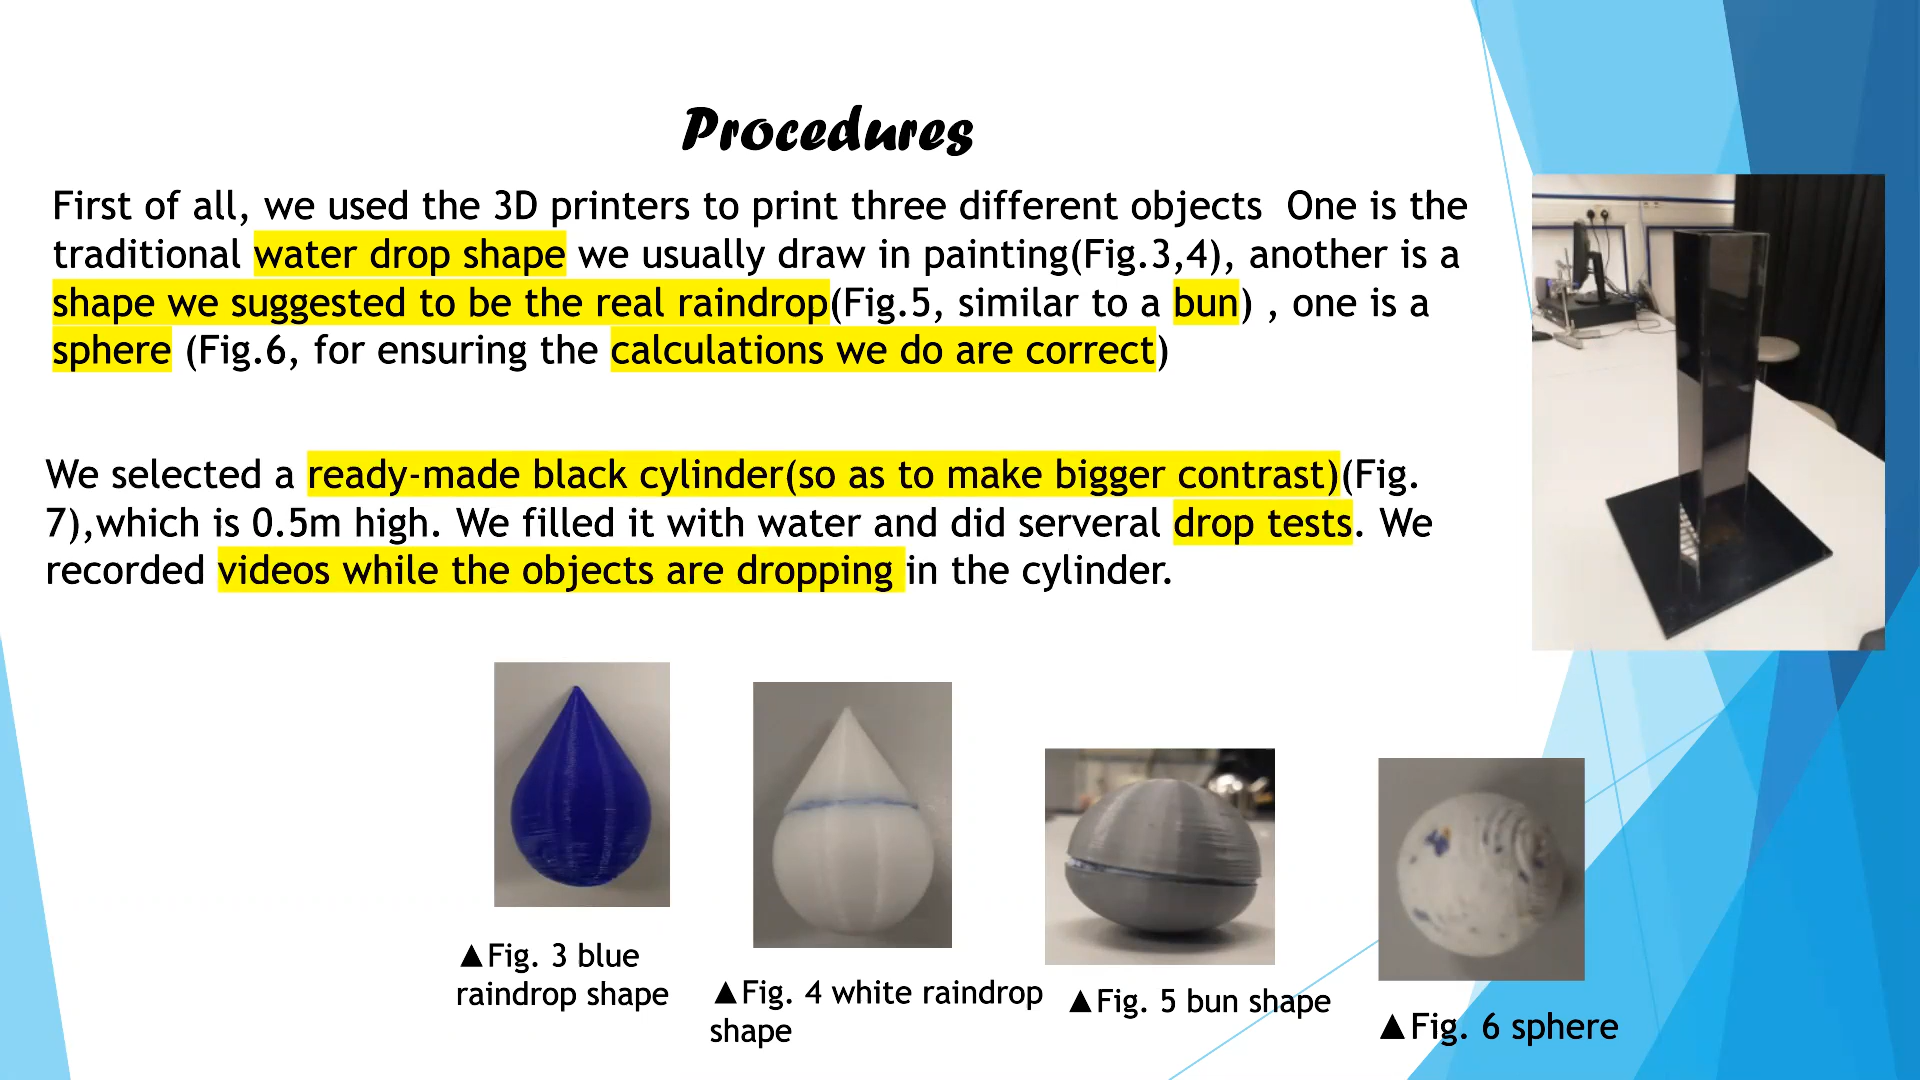 Procedures
First of all, we used the 3D printers to print three different objects  One is the
traditional water drop shape we usually draw in painting(Fig.3,4), another is a
shape we suggested to be the real raindrop(Fig.5, similar to a bun) , one is a
sphere (Fig.6, for ensuring the calculations we do are correct)
We selected a ready-made black cylinder(so as to make bigger contrast)(Fig.
7),which is 0.5m high. We filled it with water and did serveral drop tests. We
recorded videos while the objects are dropping in the cylinder.
▲Fig. 3 blue
raindrop shape
▲Fig. 4 white raindrop
shape
▲Fig. 5 bun shape
▲Fig. 6 sphere